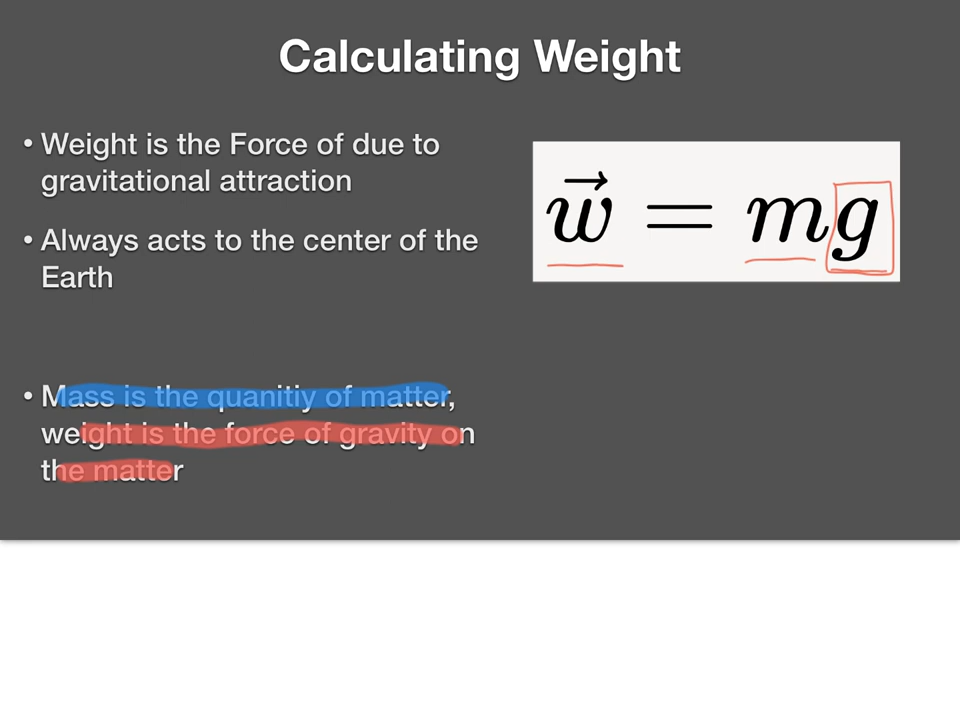 Calculating Weight
• Weight is the Force of due to
gravitational attraction
• Always acts to the center of the
Earth
w⃗ = mg
• Mass is the quanitiy of matter,
weight is the force of gravity on
the matter